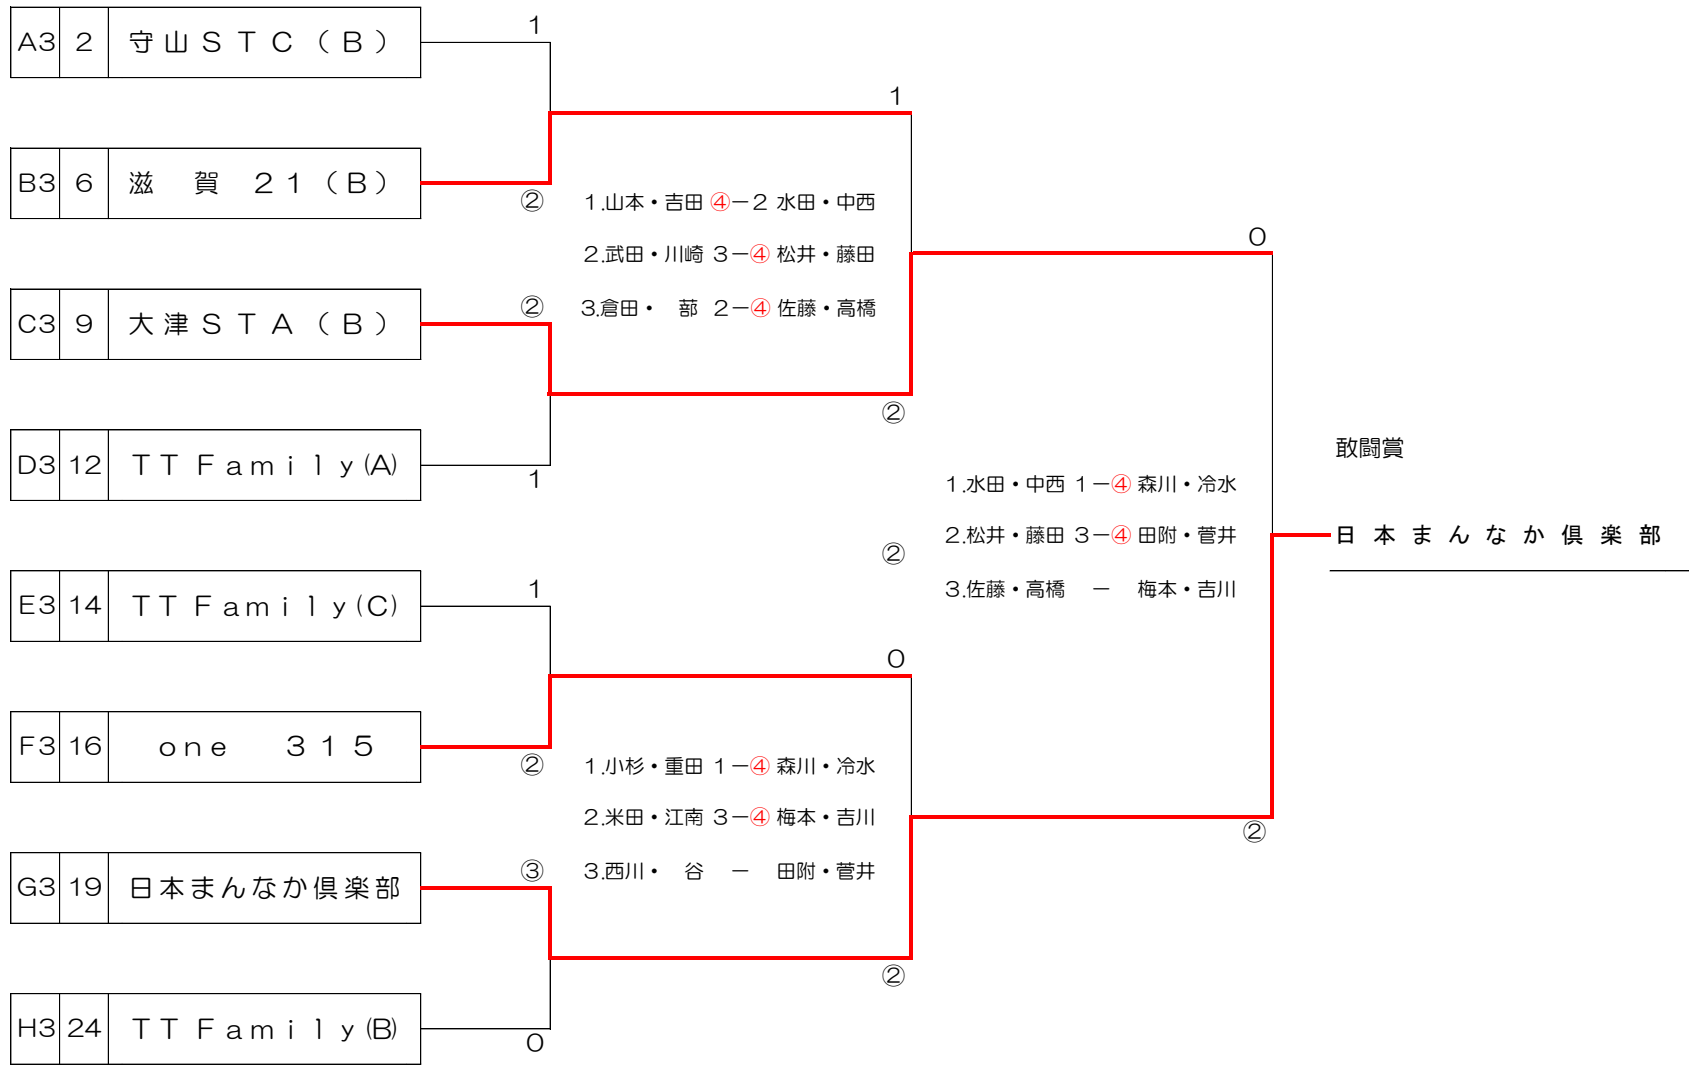 A3 2 守山ＳＴＣ（Ｂ） 1
1
B3 6 滋　賀　２１（Ｂ） ②
1.山本・吉田 ④－2 水田・中西
2.武田・川崎 3－④ 松井・藤田
3.倉田・　部 2－④ 佐藤・高橋
0
C3 9 大津ＳＴＡ（Ｂ） ②
②
D3 12 ＴＴＦａｍｉｌｙ(A) 1
敢闘賞
1.水田・中西 1－④ 森川・冷水
2.松井・藤田 3－④ 田附・菅井
3.佐藤・高橋　－　梅本・吉川
②
日本まんなか倶楽部
E3 14 ＴＴＦａｍｉｌｙ(C) 1
0
F3 16 ｏｎｅ　３１５ ②
1.小杉・重田 1－④ 森川・冷水
2.米田・江南 3－④ 梅本・吉川
3.西川・　谷　－　田附・菅井
②
G3 19 日本まんなか倶楽部 ③
②
H3 24 ＴＴＦａｍｉｌｙ(B) 0